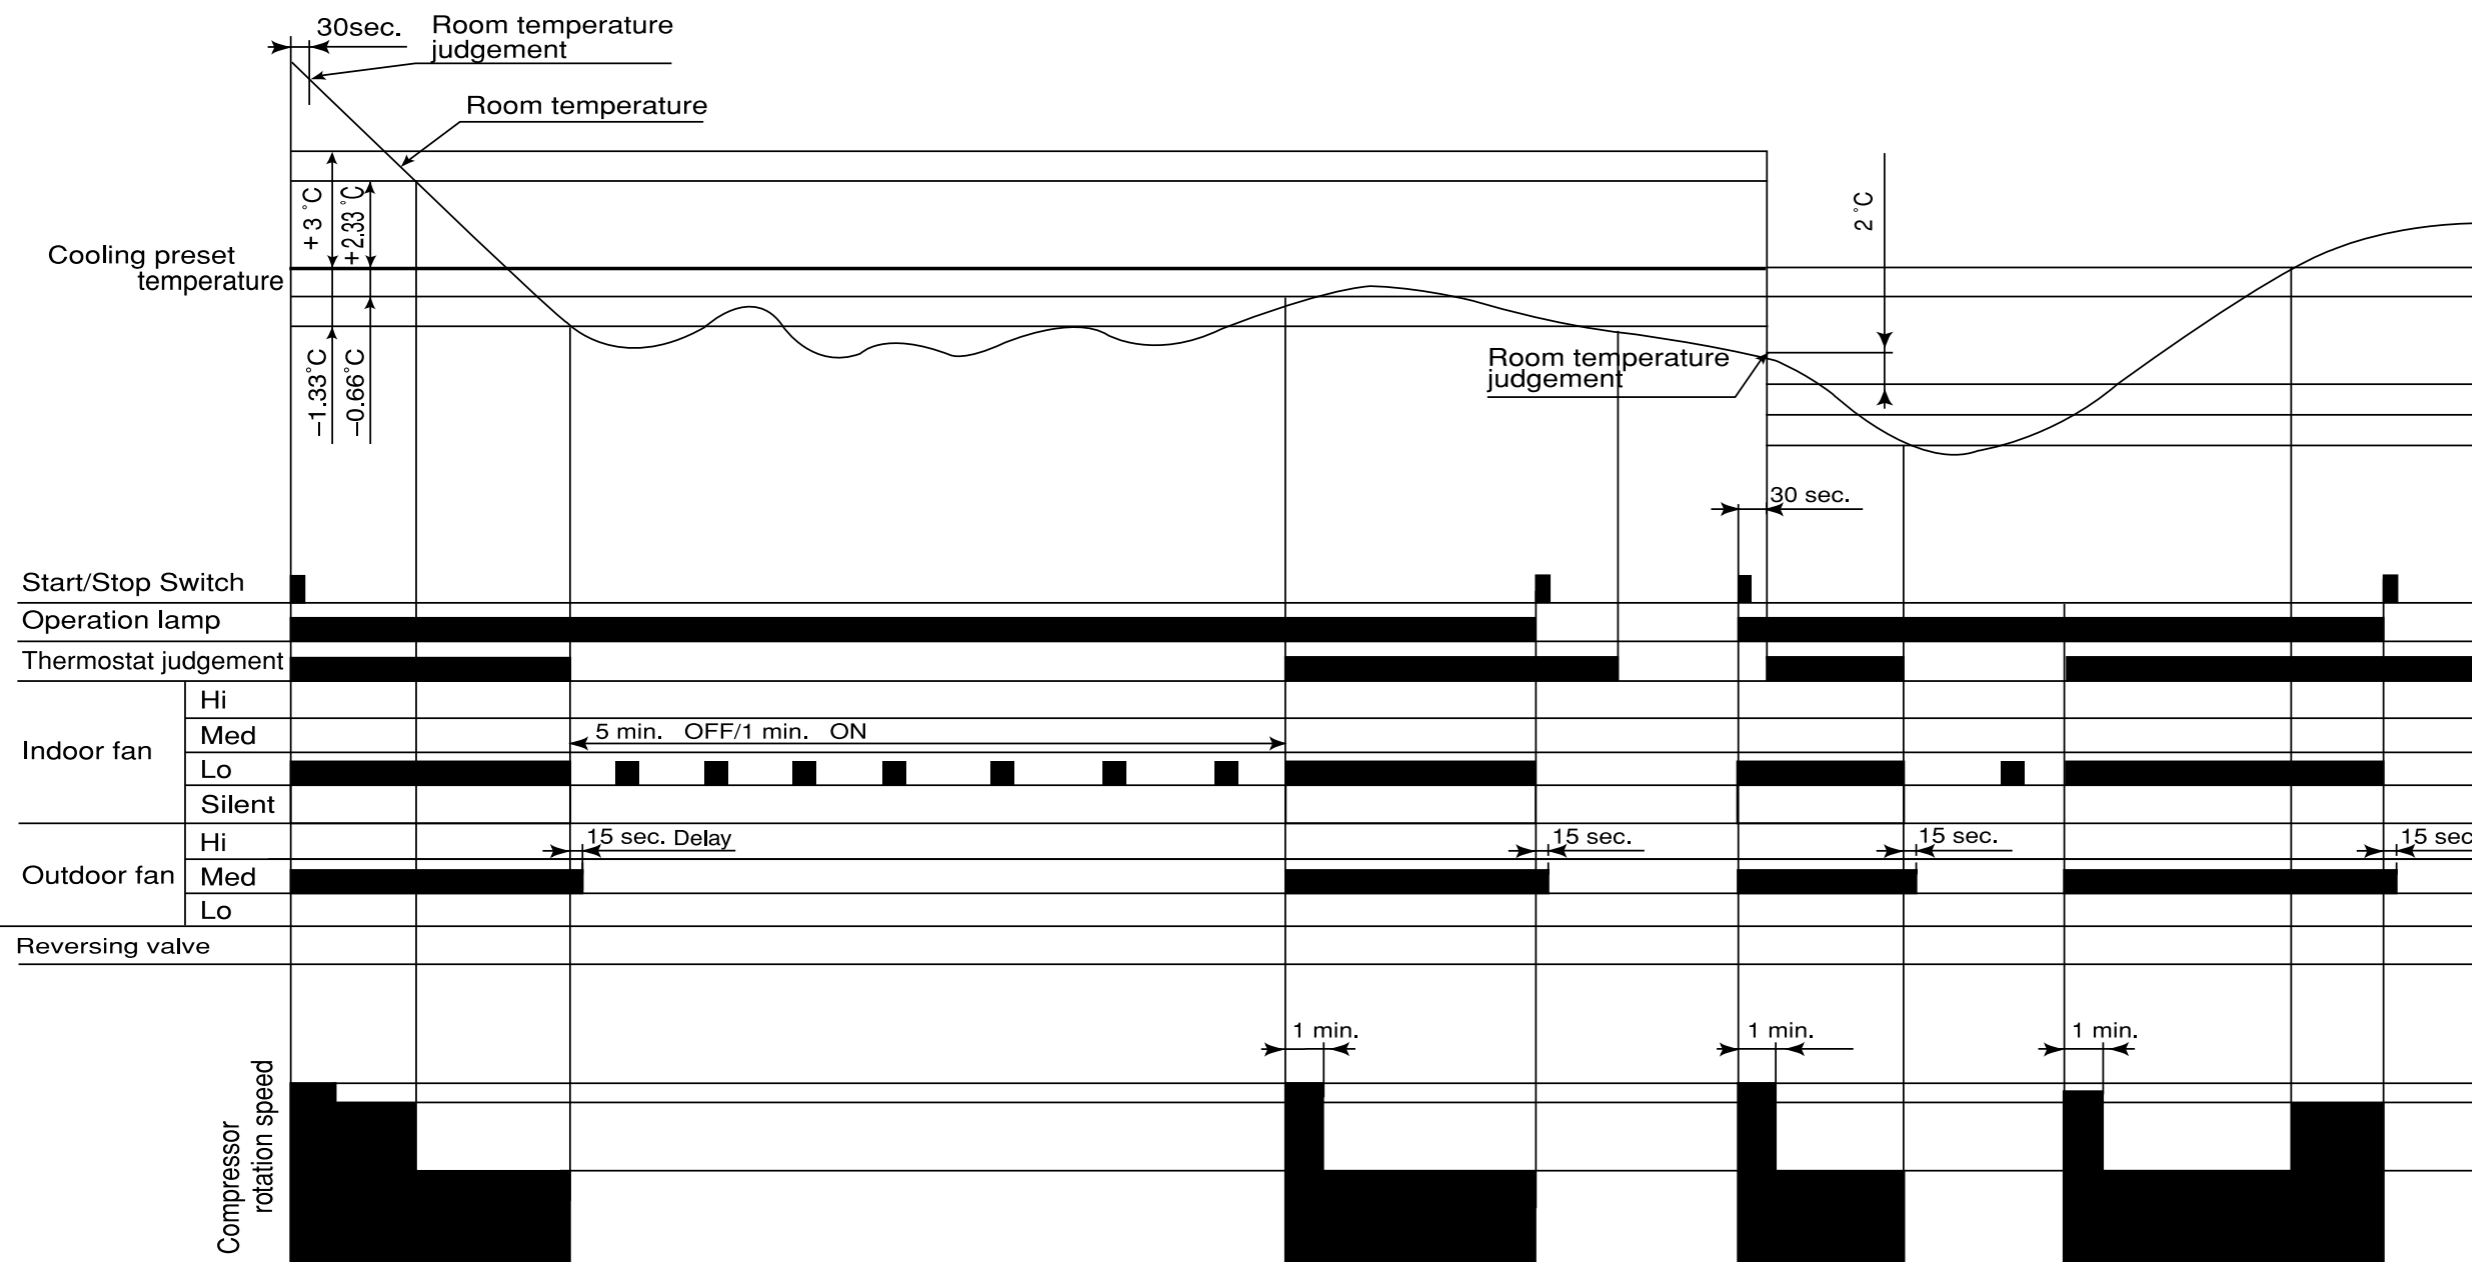 30sec.
Room temperature
judgement
Room temperature
+ 3 ˚C
+ 2.33 ˚C
2 ˚C
Cooling preset
temperature
−1.33˚C
−0.66˚C
Room temperature
judgement
30 sec.
Start/Stop Switch
Operation lamp
Thermostat judgement
Indoor fan
Hi
Med
5 min. OFF/1 min. ON
Lo
Silent
Outdoor fan
Hi
15 sec. Delay
15 sec.
15 sec.
15 sec
Med
Lo
Reversing valve
1 min.
1 min.
1 min.
Compressor
rotation speed